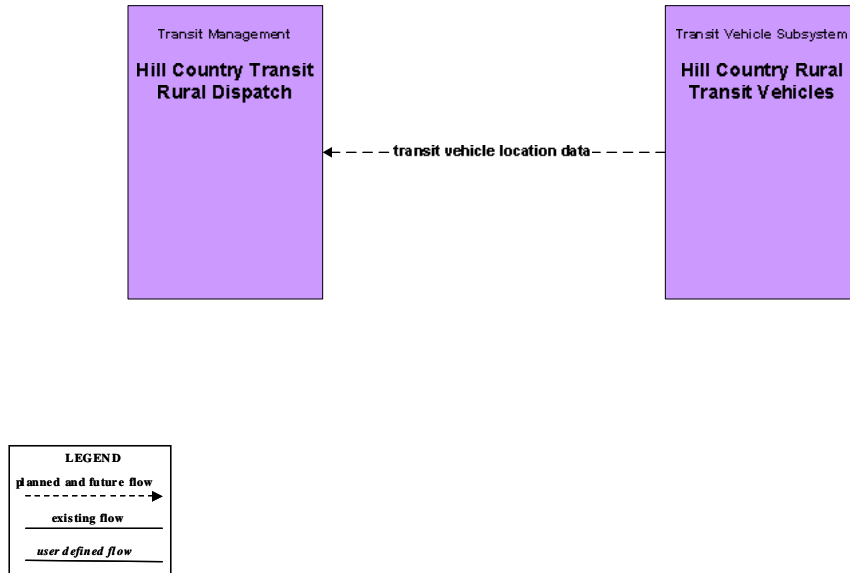 Transit Management
Hill Country Transit
Rural Dispatch
Transit Vehicle Subsystem
Hill Country Rural
Transit Vehicles
transit vehicle location data
LEGEND
planned and future flow
existing flow
user defined flow